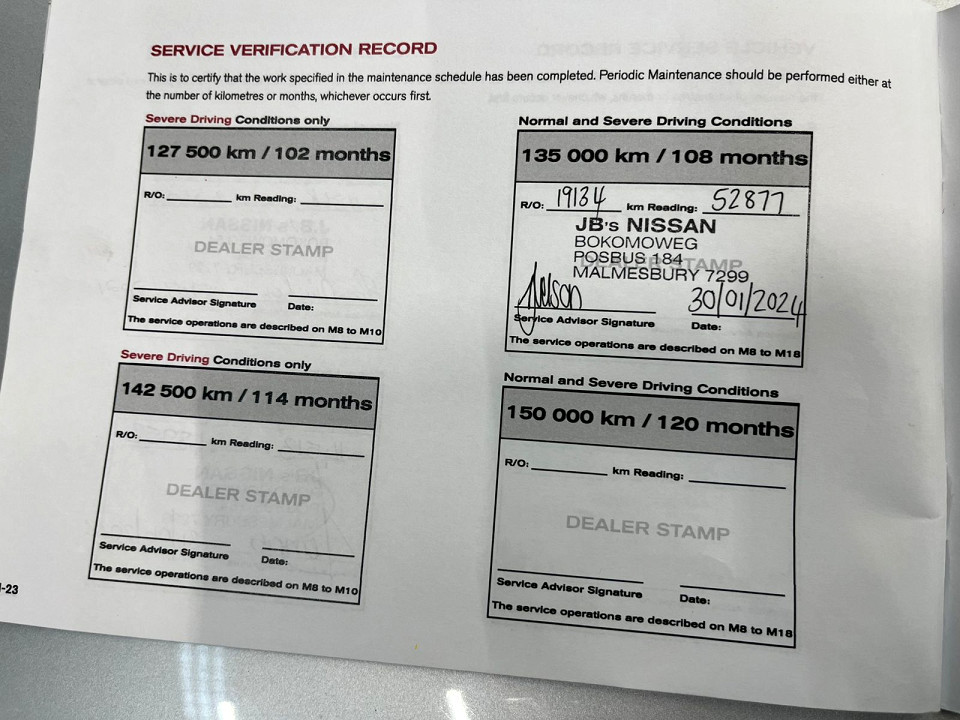 SERVICE VERIFICATION RECORD
This is to certify that the work specified in the maintenance schedule has been completed. Periodic Maintenance should be performed either at
the number of kilometres or months, whichever occurs first.
Severe Driving Conditions only
127 500 km / 102 months
R/O: km Reading:
DEALER STAMP
Service Advisor Signature Date:
The service operations are described on M8 to M10
Normal and Severe Driving Conditions
135 000 km / 108 months
R/O: 19134 km Reading: 52877
JB's NISSAN
BOKOMOWEG
POSBUS 184
DEALER STAMP
MALMESBURY 7299
30/01/2024
Service Advisor Signature Date:
The service operations are described on M8 to M18
Severe Driving Conditions only
142 500 km / 114 months
R/O: km Reading:
DEALER STAMP
Service Advisor Signature Date:
The service operations are described on M8 to M10
Normal and Severe Driving Conditions
150 000 km / 120 months
R/O: km Reading:
DEALER STAMP
Service Advisor Signature Date:
The service operations are described on M8 to M18
-23